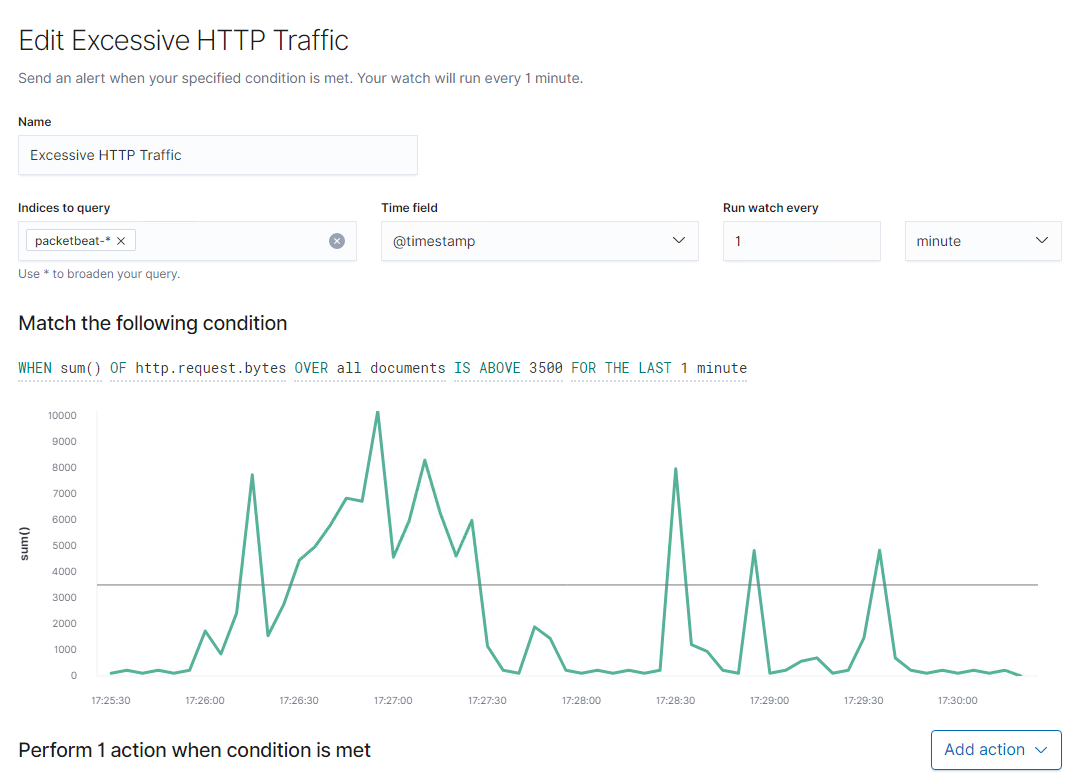 Edit Excessive HTTP Traffic
Send an alert when your specified condition is met. Your watch will run every 1 minute.
Name
Excessive HTTP Traffic
Indices to query Time field Run watch every
packetbeat-* @timestamp 1 minute
Use * to broaden your query.
Match the following condition
WHEN sum() OF http.request.bytes OVER all documents IS ABOVE 3500 FOR THE LAST 1 minute
10000
9000
8000
7000
6000
5000
4000
3000
2000
1000
0
sum()
17:25:30 17:26:00 17:26:30 17:27:00 17:27:30 17:28:00 17:28:30 17:29:00 17:29:30 17:30:00
Perform 1 action when condition is met Add action